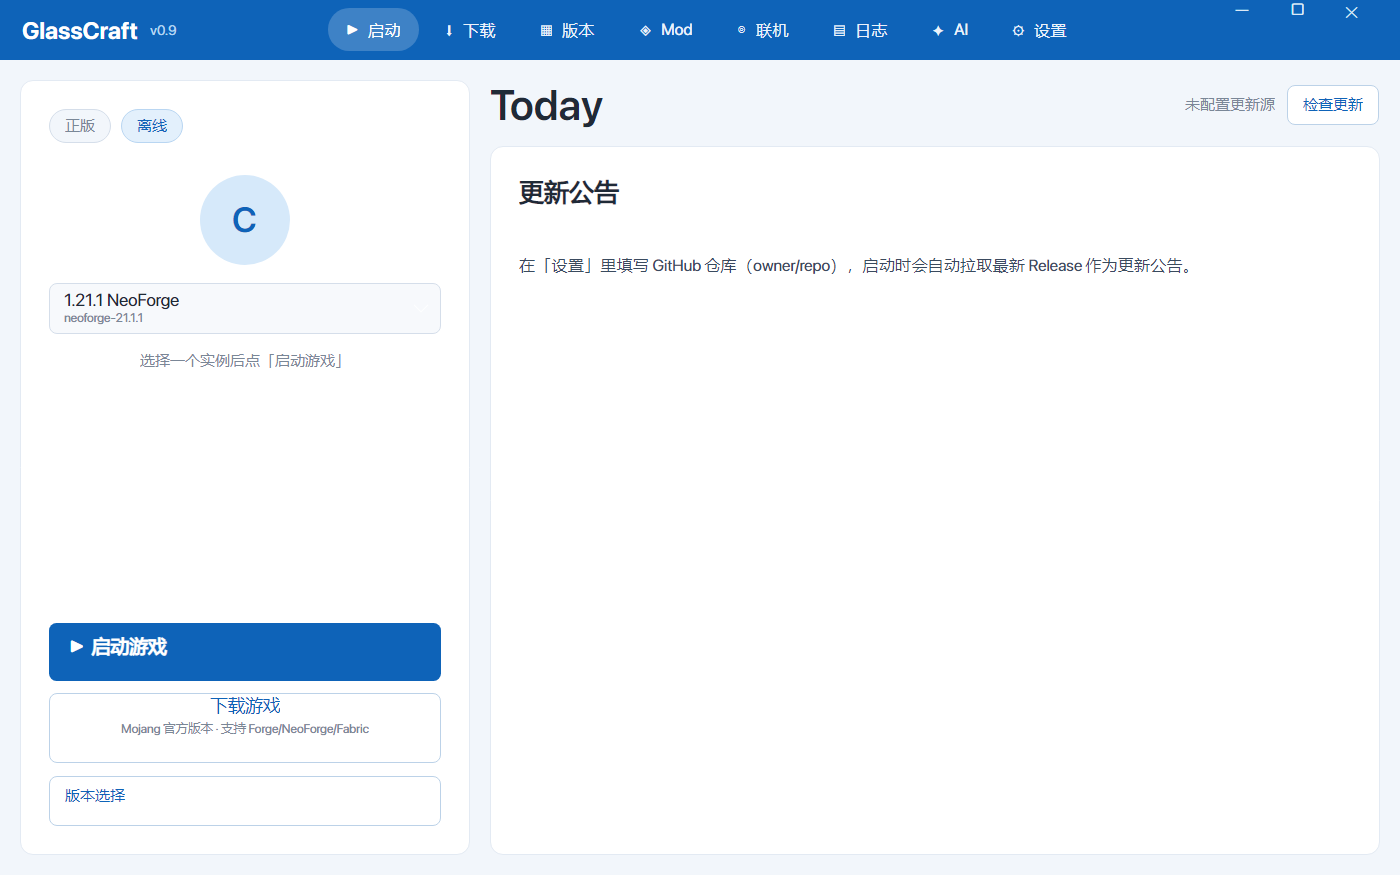 GlassCraft v0.9
启动
下载
版本
Mod
联机
日志
AI
设置
正版
离线
C
1.21.1 NeoForge
neoforge-21.1.1
选择一个实例后点「启动游戏」
启动游戏
下载游戏
Mojang 官方版本 · 支持 Forge/NeoForge/Fabric
版本选择
Today
未配置更新源
检查更新
更新公告
在「设置」里填写 GitHub 仓库（owner/repo），启动时会自动拉取最新 Release 作为更新公告。